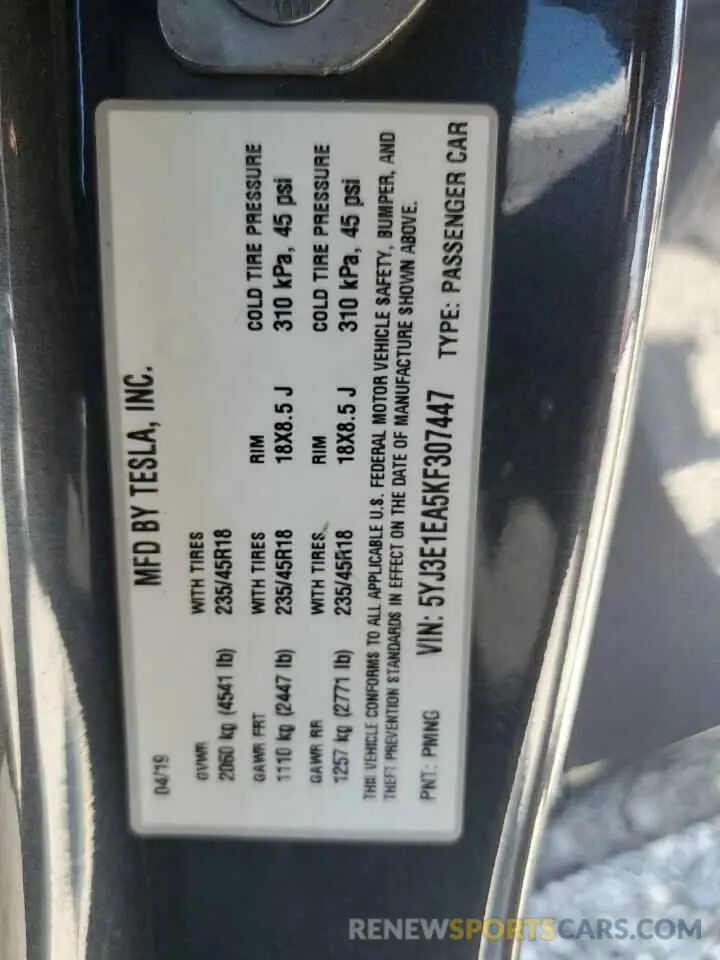 MFD BY TESLA, INC.
04/19
GVWR WITH TIRES
2060 kg (4541 lb) 235/45R18
GAWR FRT WITH TIRES RIM COLD TIRE PRESSURE
1110 kg (2447 lb) 235/45R18 18X8.5 J 310 kPa, 45 psi
GAWR RR WITH TIRES RIM COLD TIRE PRESSURE
1257 kg (2771 lb) 235/45R18 18X8.5 J 310 kPa, 45 psi
THIS VEHICLE CONFORMS TO ALL APPLICABLE U.S. FEDERAL MOTOR VEHICLE SAFETY, BUMPER, AND
THEFT PREVENTION STANDARDS IN EFFECT ON THE DATE OF MANUFACTURE SHOWN ABOVE.
PNT: PMNG VIN: 5YJ3E1EA5KF307447 TYPE: PASSENGER CAR
RENEWSPORTSCARS.COM